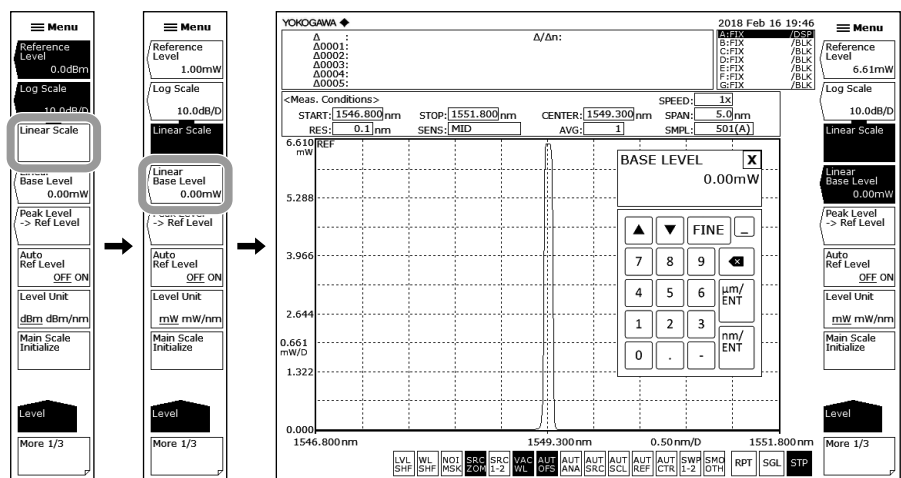 Menu
Reference
Level
0.0dBm
Log Scale
10.0dB/D
Linear Scale
Linear
Base Level
0.00mW
Peak Level
-> Ref Level
Auto
Ref Level
OFF ON
Level Unit
dBm dBm/nm
Main Scale
Initialize
Level
More 1/3
Menu
Reference
Level
1.00mW
Log Scale
10.0dB/D
Linear Scale
Linear
Base Level
0.00mW
Peak Level
-> Ref Level
Auto
Ref Level
OFF ON
Level Unit
mW mW/nm
Main Scale
Initialize
Level
More 1/3
YOKOGAWA ◆
2018 Feb 16 19:46
Δ :
Δ/Δn:
Δ0001:
Δ0002:
Δ0003:
Δ0004:
Δ0005:
A:FIX /DSP
B:FIX /BLK
C:FIX /BLK
D:FIX /BLK
E:FIX /BLK
F:FIX /BLK
G:FIX /BLK
<Meas. Conditions>
SPEED: 1x
START: 1546.800 nm STOP: 1551.800 nm CENTER: 1549.300 nm SPAN: 5.0 nm
RES: 0.1 nm SENS: MID AVG: 1 SMPL: 501(A)
6.610 REF
mW
5.288
3.966
2.644
0.661
mW/D
1.322
0.000
1546.800nm 1549.300nm 0.50nm/D 1551.800nm
BASE LEVEL X
0.00mW
▲ ▼ FINE _
7 8 9
4 5 6 μm/
ENT
1 2 3
0 . - nm/
ENT
LVL SHF
WL SHF
NOI MSK
SRC ZOM
SRC 1-2
VAC WL
AUT OFS
AUT ANA
AUT SRC
AUT SCL
AUT REF
AUT CTR
SWP 1-2
SMO OTH
RPT SGL STP
Menu
Reference
Level
6.61mW
Log Scale
10.0dB/D
Linear Scale
Linear
Base Level
0.00mW
Peak Level
-> Ref Level
Auto
Ref Level
OFF ON
Level Unit
mW mW/nm
Main Scale
Initialize
Level
More 1/3